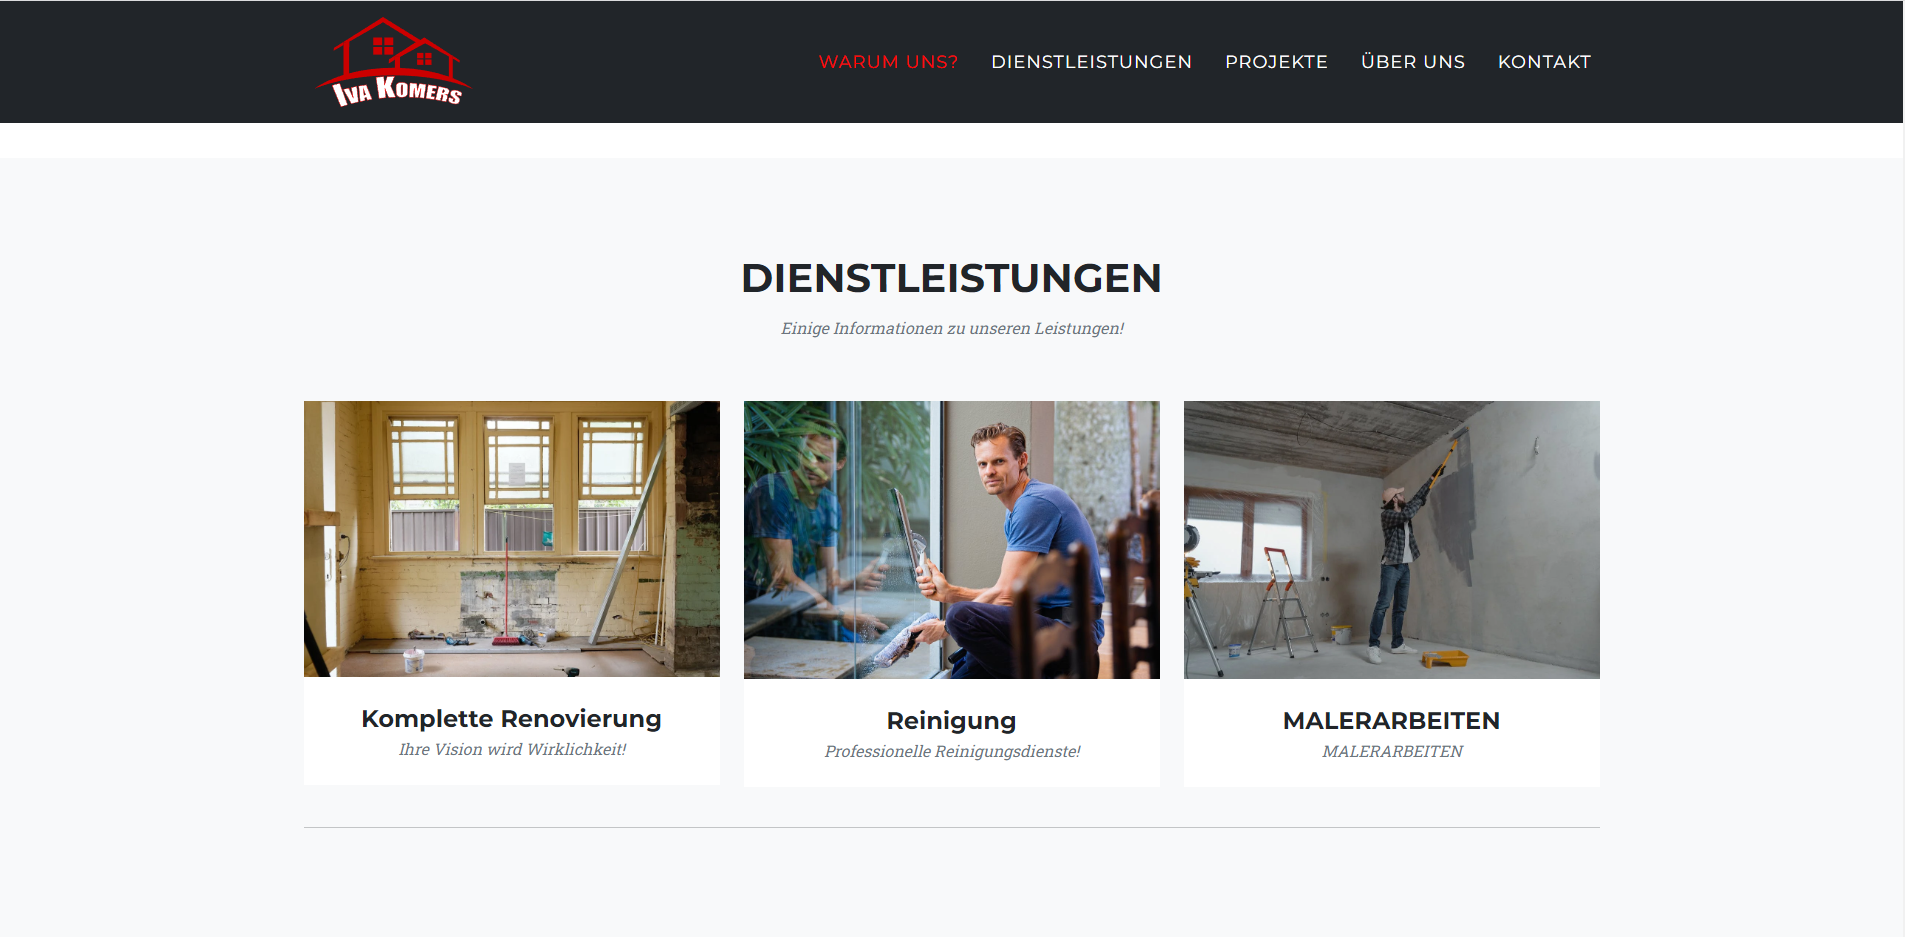 IVA KOMERS
WARUM UNS? DIENSTLEISTUNGEN PROJEKTE ÜBER UNS KONTAKT
DIENSTLEISTUNGEN
Einige Informationen zu unseren Leistungen!
Komplette Renovierung
Ihre Vision wird Wirklichkeit!
Reinigung
Professionelle Reinigungsdienste!
MALERARBEITEN
MALERARBEITEN